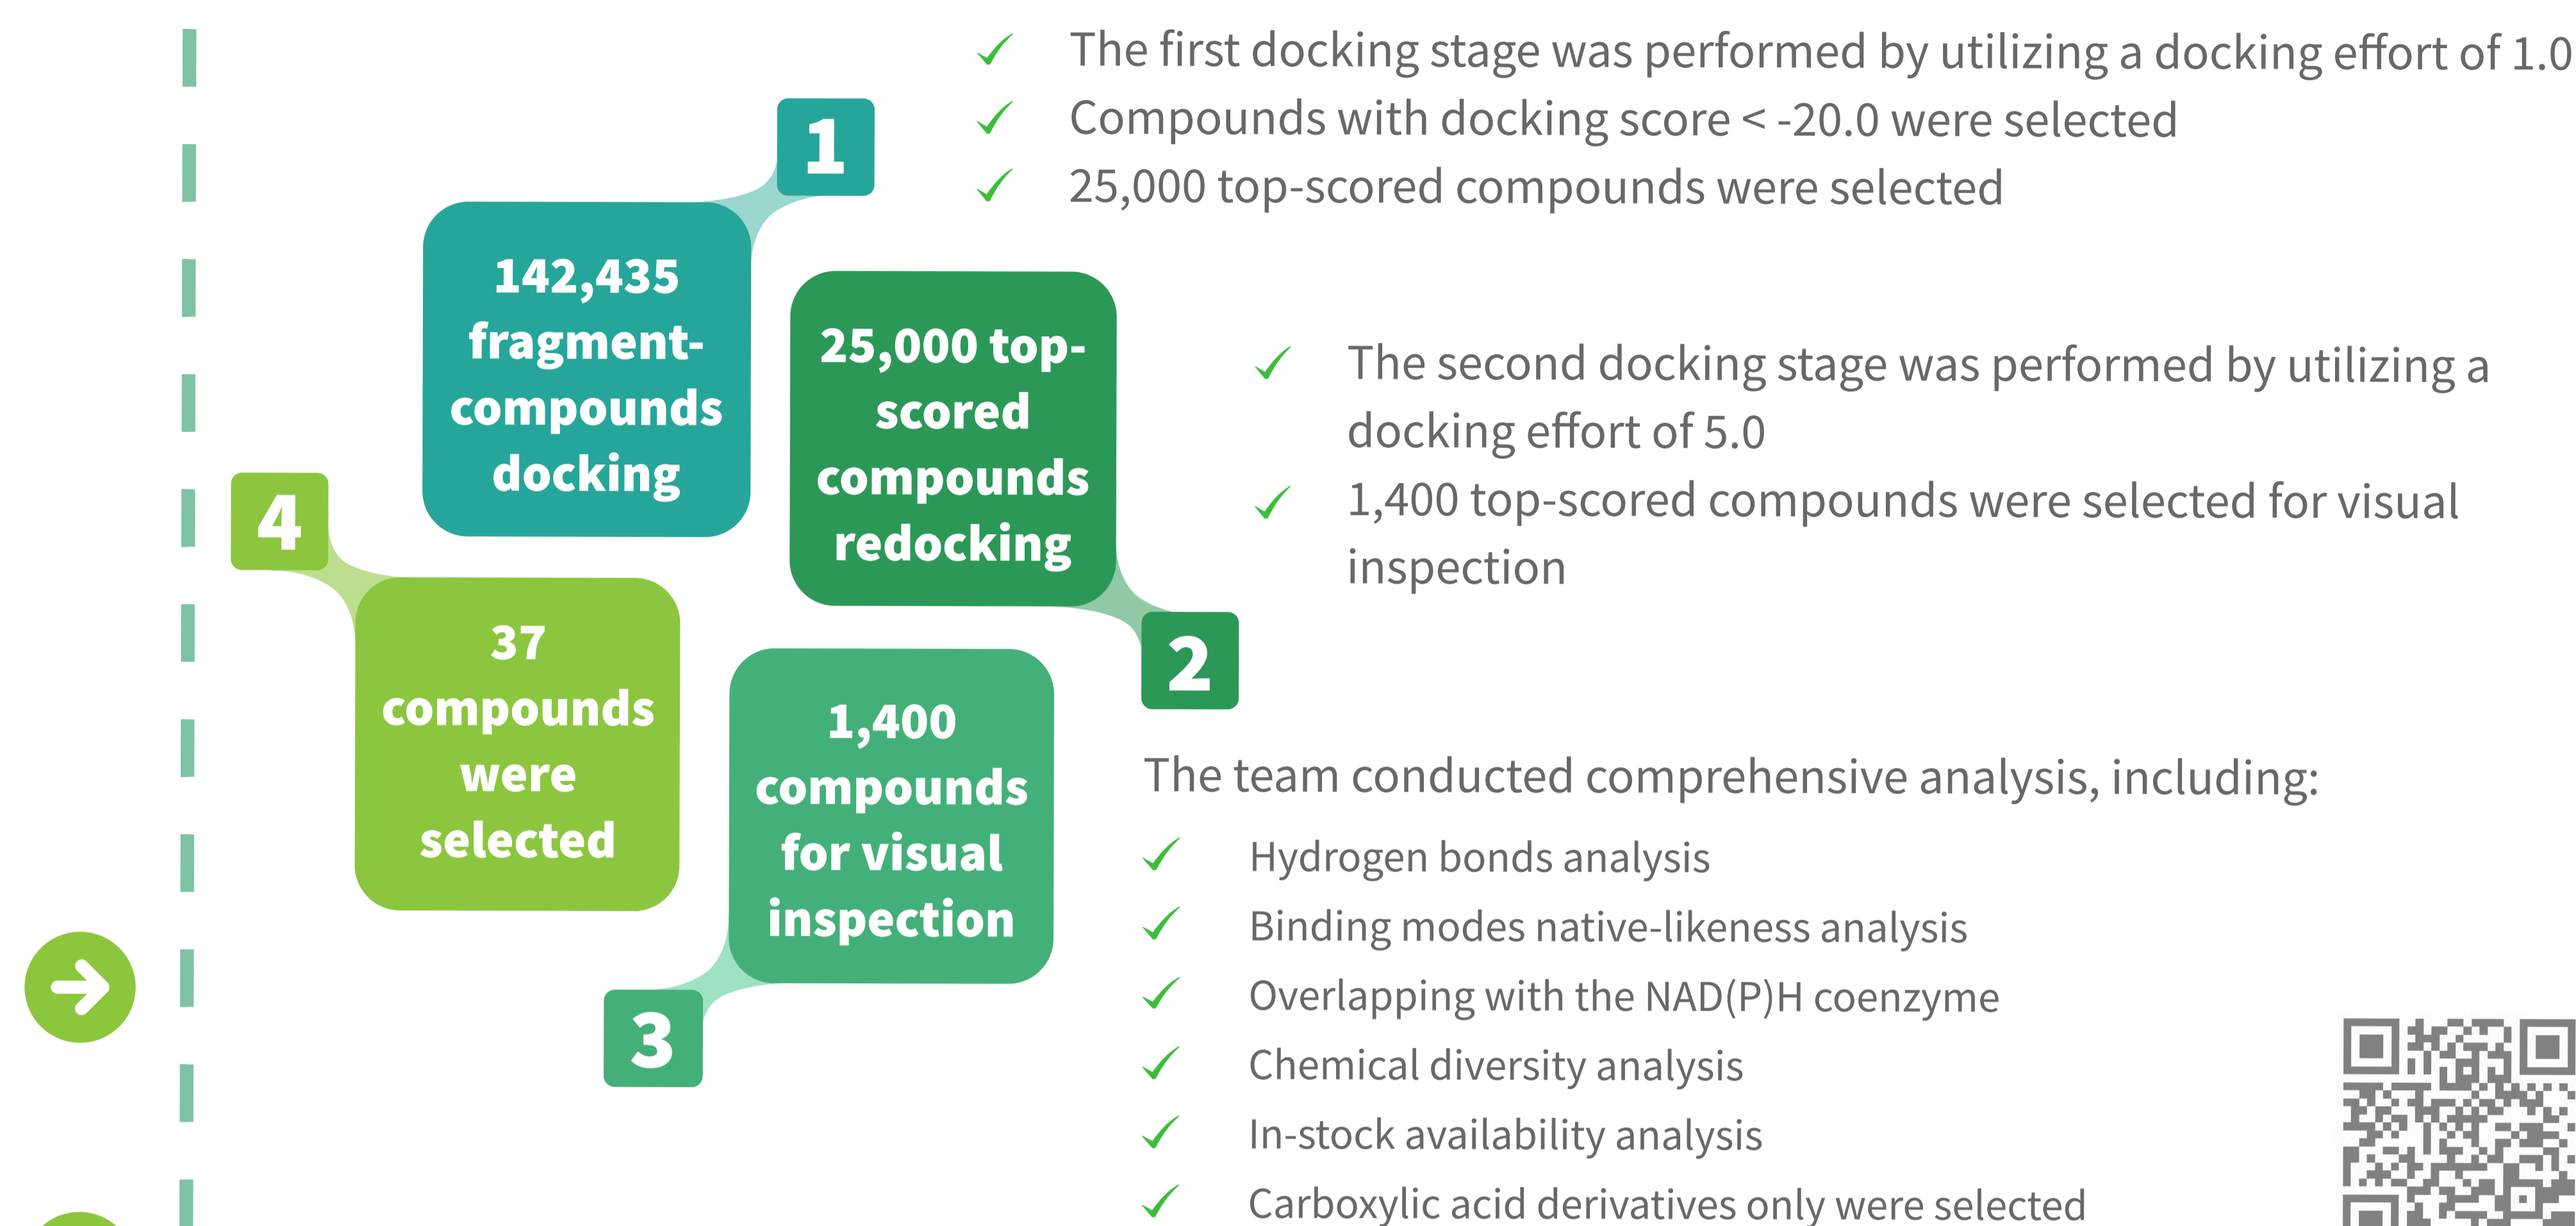 1
The first docking stage was performed by utilizing a docking effort of 1.0
Compounds with docking score < -20.0 were selected
25,000 top-scored compounds were selected
142,435
fragment-
compounds
docking
25,000 top-
scored
compounds
redocking
2
The second docking stage was performed by utilizing a
docking effort of 5.0
1,400 top-scored compounds were selected for visual
inspection
4
37
compounds
were
selected
1,400
compounds
for visual
inspection
3
The team conducted comprehensive analysis, including:
Hydrogen bonds analysis
Binding modes native-likeness analysis
Overlapping with the NAD(P)H coenzyme
Chemical diversity analysis
In-stock availability analysis
Carboxylic acid derivatives only were selected